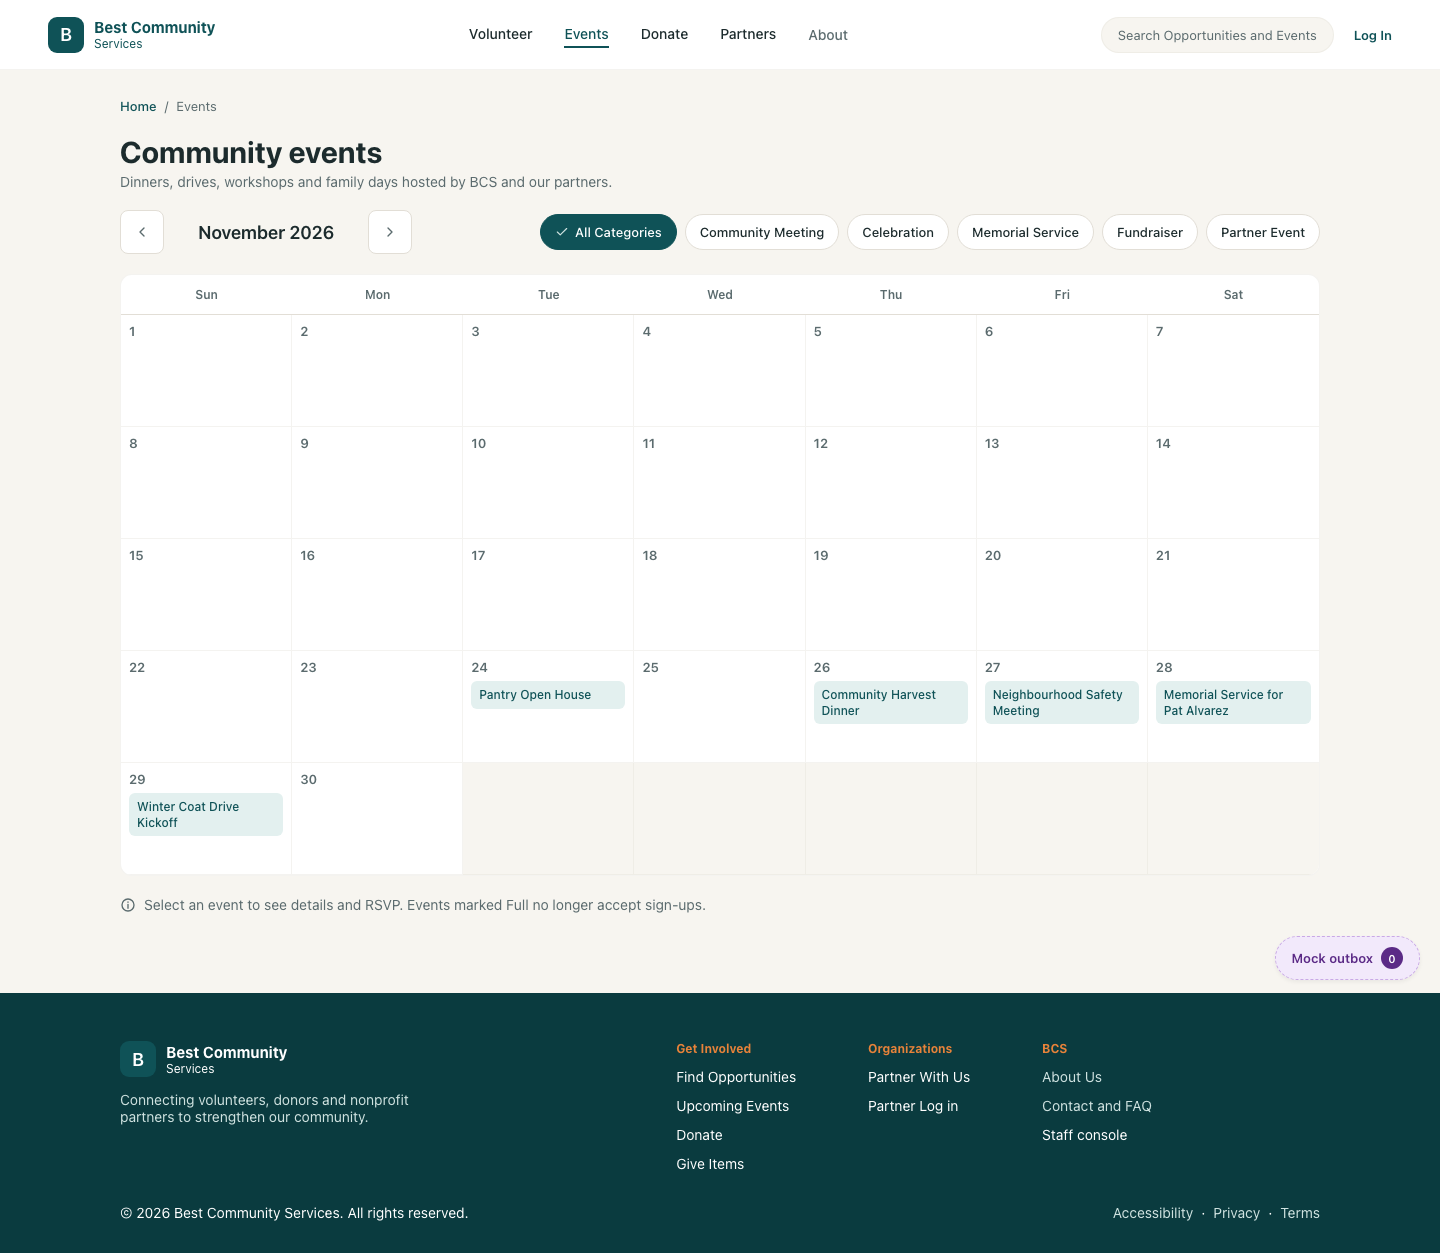 B
Best Community
Services
Volunteer
Events
Donate
Partners
About
Search Opportunities and Events
Log In
Home / Events
Community events
Dinners, drives, workshops and family days hosted by BCS and our partners.
November 2026
All Categories
Community Meeting
Celebration
Memorial Service
Fundraiser
Partner Event
Sun
Mon
Tue
Wed
Thu
Fri
Sat
1
2
3
4
5
6
7
8
9
10
11
12
13
14
15
16
17
18
19
20
21
22
23
24
Pantry Open House
25
26
Community Harvest
Dinner
27
Neighbourhood Safety
Meeting
28
Memorial Service for
Pat Alvarez
29
Winter Coat Drive
Kickoff
30
Select an event to see details and RSVP. Events marked Full no longer accept sign-ups.
Mock outbox 0
B
Best Community
Services
Connecting volunteers, donors and nonprofit
partners to strengthen our community.
Get Involved
Find Opportunities
Upcoming Events
Donate
Give Items
Organizations
Partner With Us
Partner Log in
BCS
About Us
Contact and FAQ
Staff console
© 2026 Best Community Services. All rights reserved.
Accessibility · Privacy · Terms